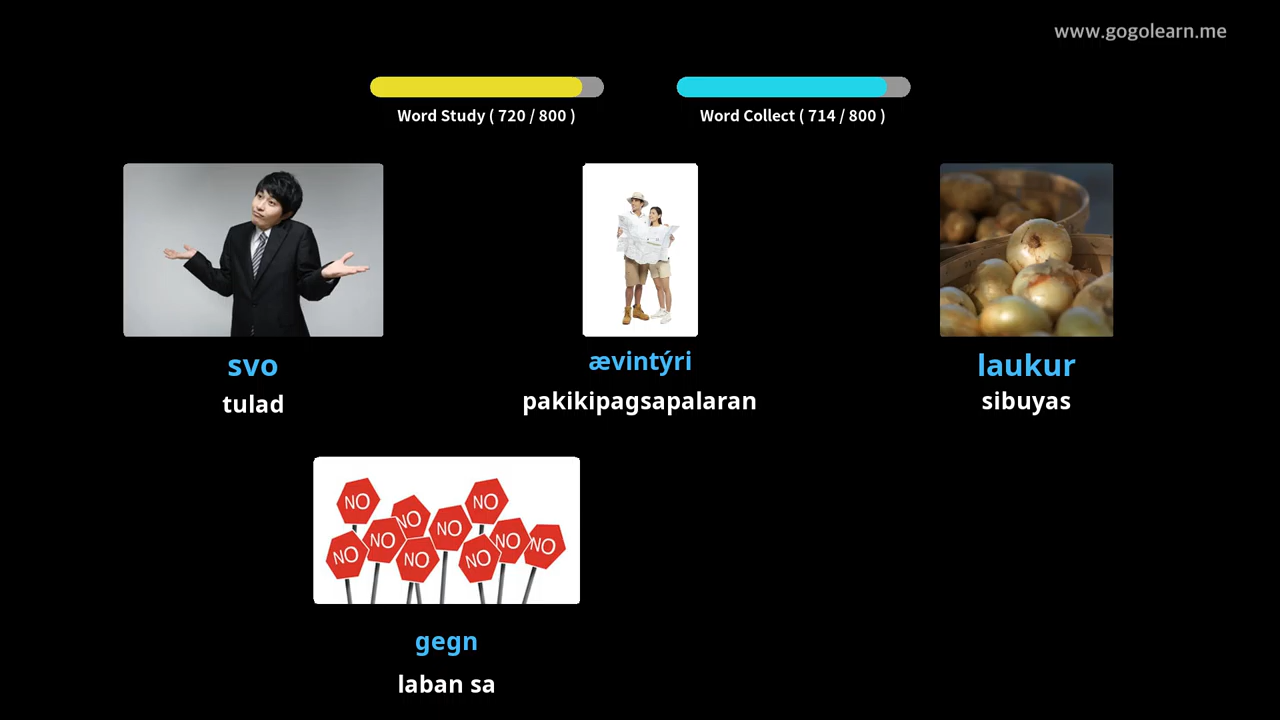 www.gogolearn.me
Word Study ( 720 / 800 )
Word Collect ( 714 / 800 )
svo
tulad
ævintýri
pakikipagsapalaran
laukur
sibuyas
NO
NO
NO
NO
NO
NO
NO
NO
NO
NO
gegn
laban sa